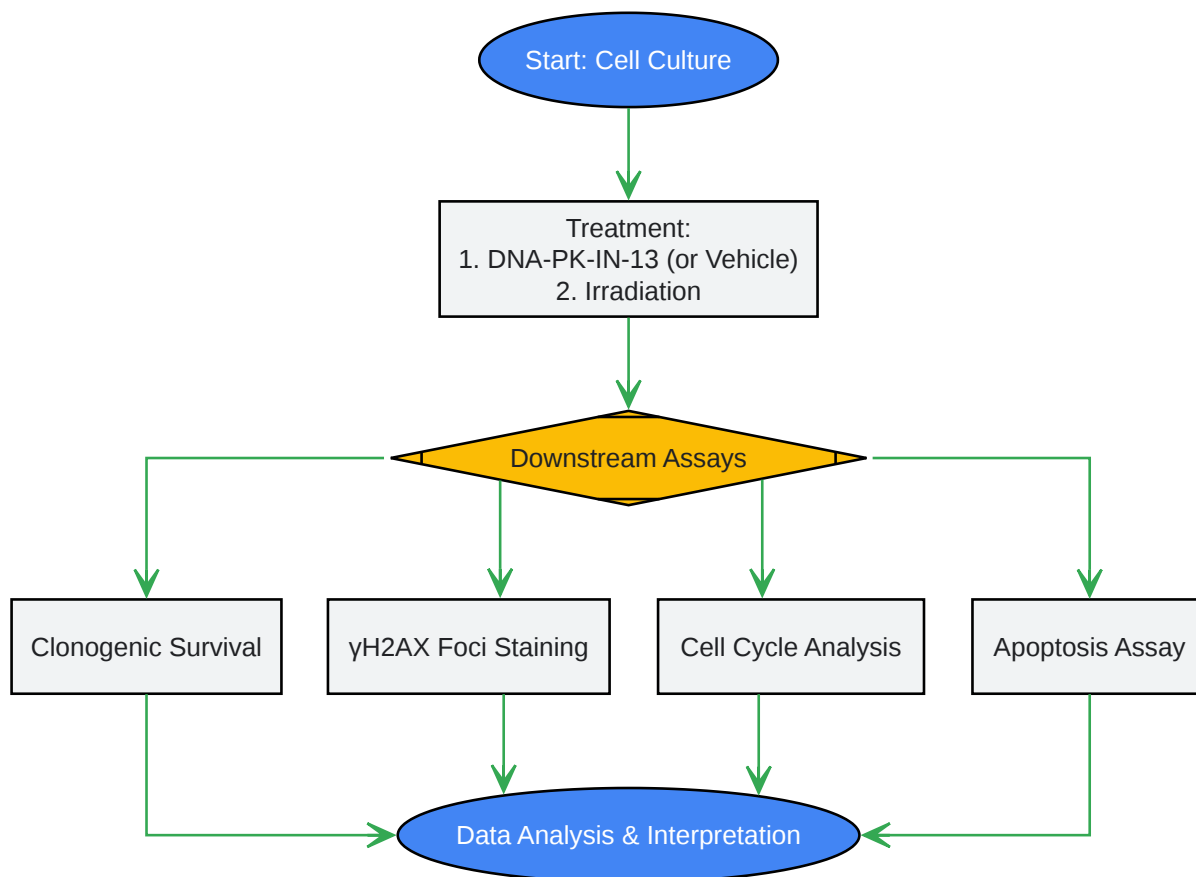 Start: Cell Culture
Treatment:
1. DNA-PK-IN-13 (or Vehicle)
2. Irradiation
Downstream Assays
Clonogenic Survival
γH2AX Foci Staining
Cell Cycle Analysis
Apoptosis Assay
Data Analysis & Interpretation